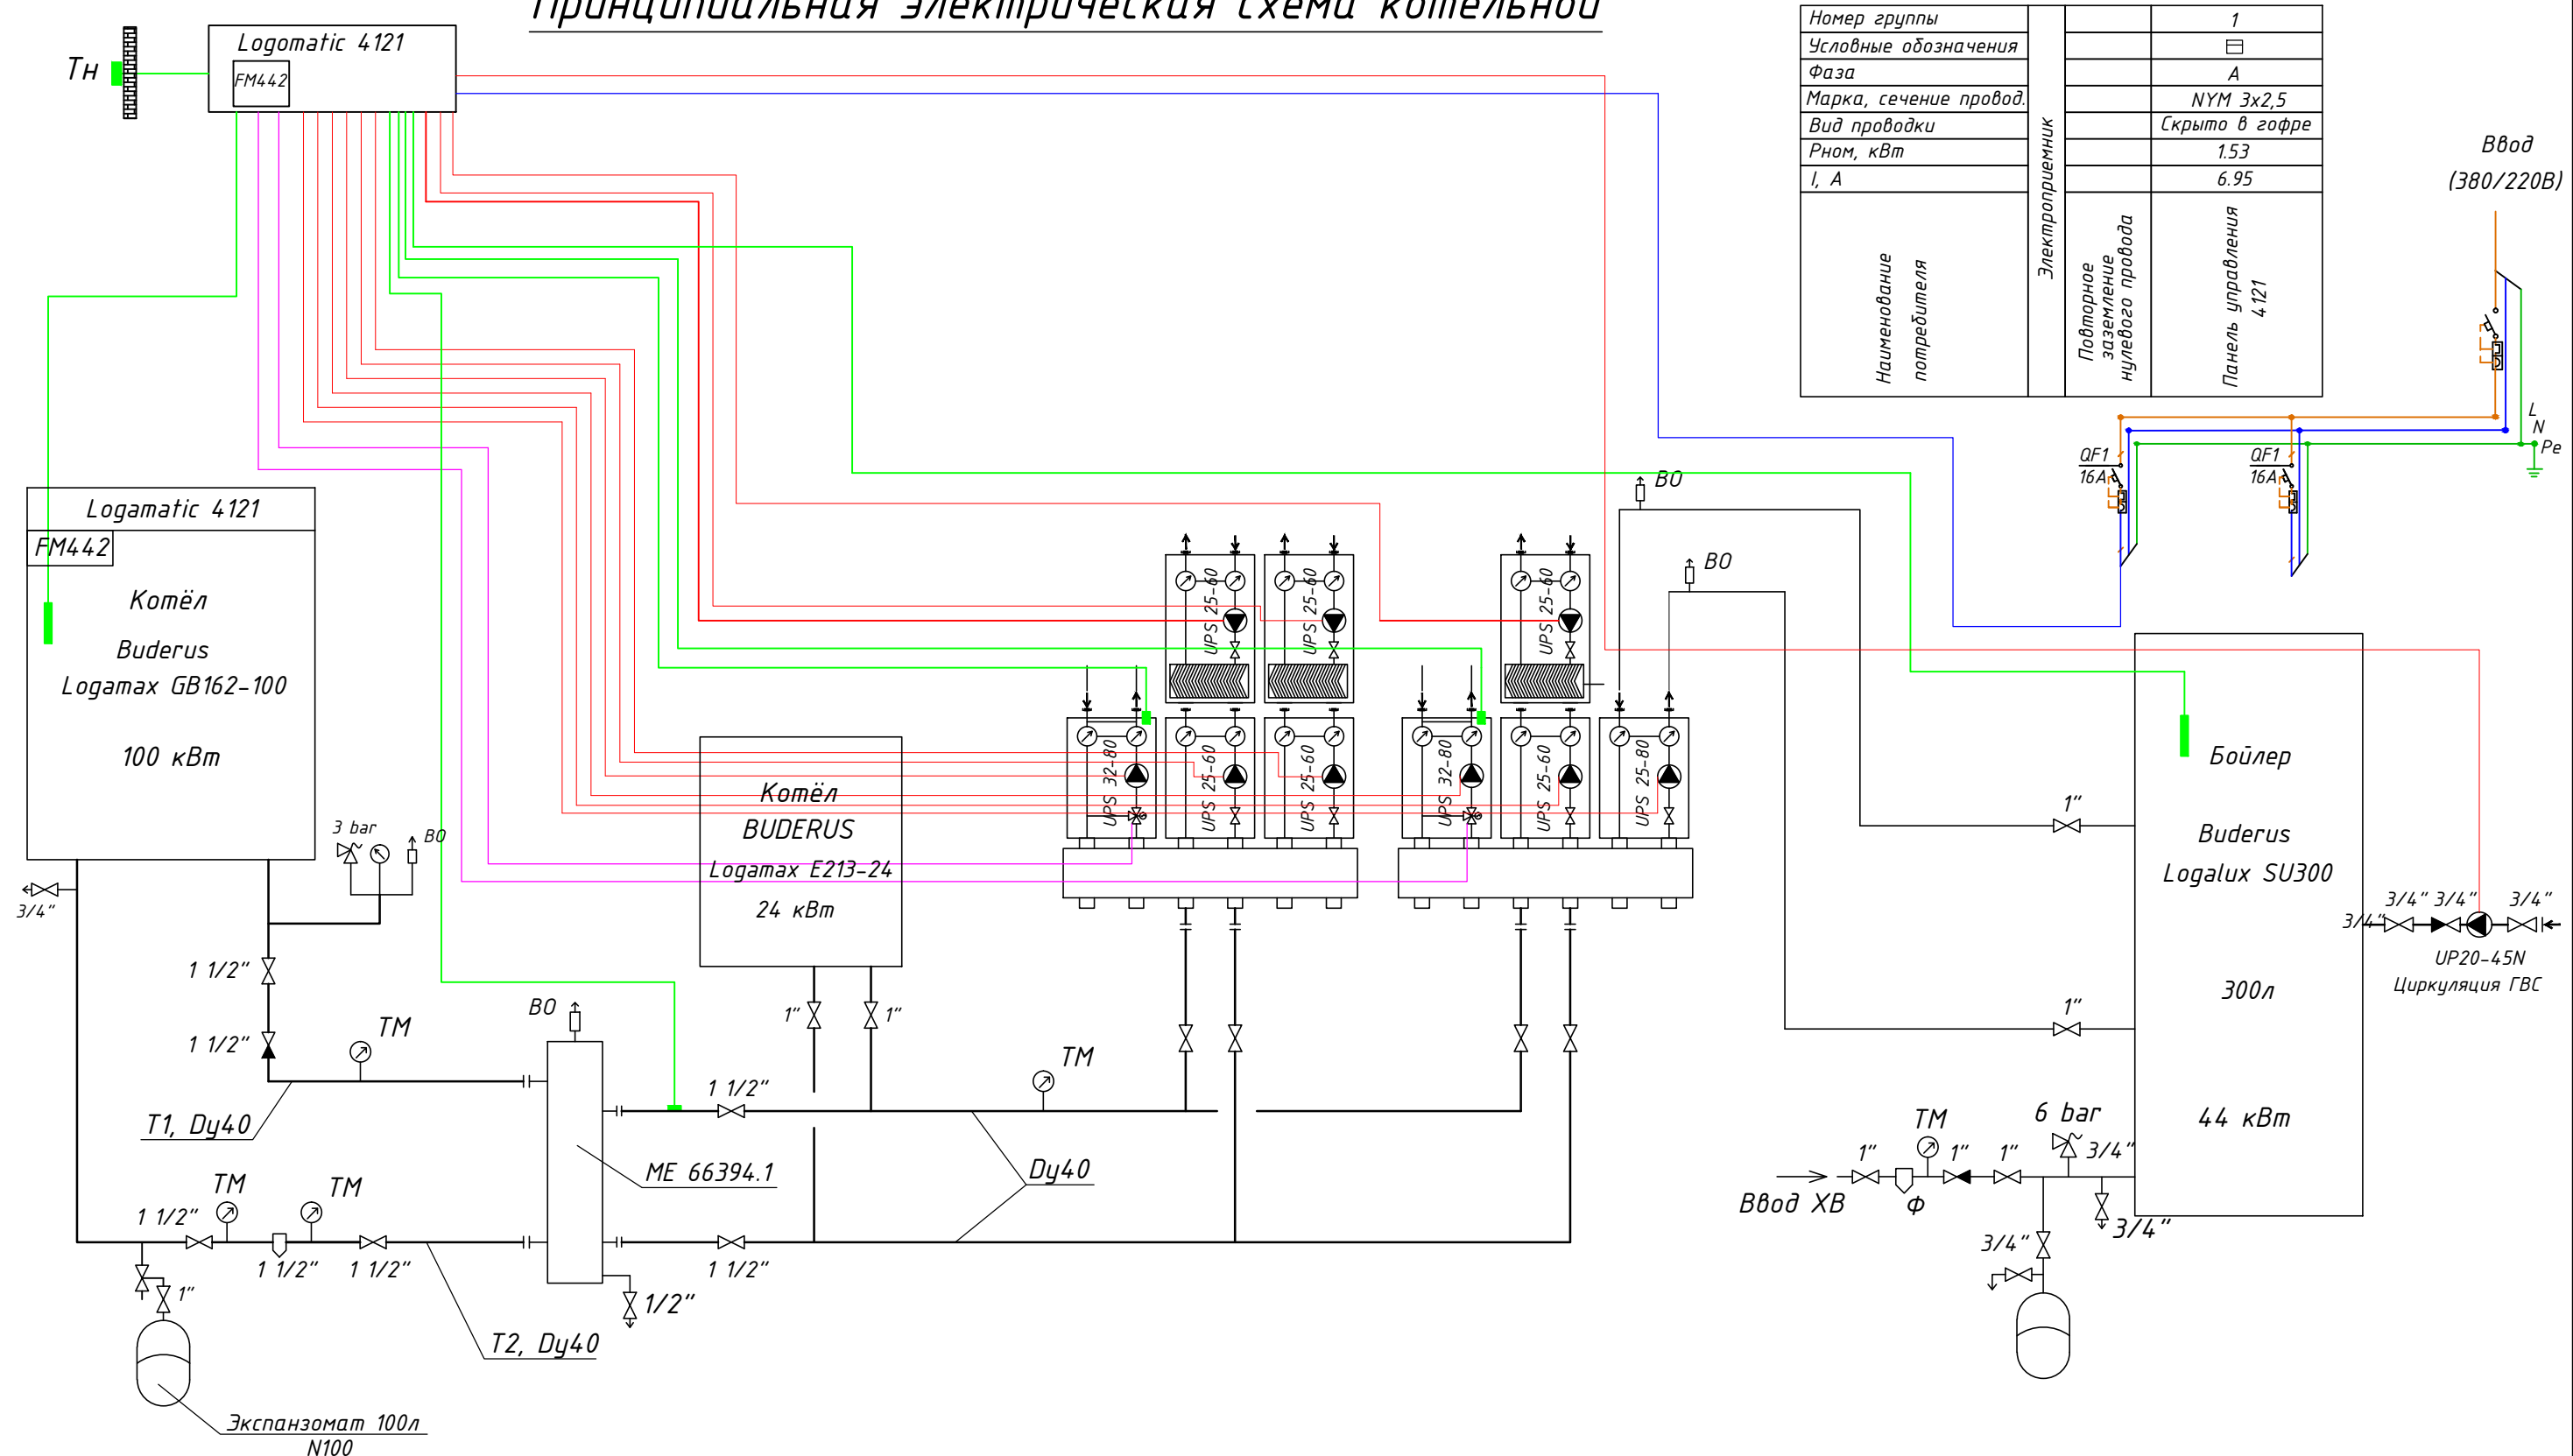 Принципиальная электрическая схема котельной
Logomatic 4121
FM442
Тн
Номер группы
1
Условные обозначения
Фаза
А
Марка, сечение провод.
NYM 3x2,5
Вид проводки
Скрыто в гофре
Рном, кВт
1.53
I, А
6.95
Наименование
потребителя
Электроприемник
Повторное
заземление
нулевого провода
Панель управления
4121
Ввод
(380/220В)
L
N
Pe
QF1
16А
QF1
16А
Logamatic 4121
FM442
Котёл
Buderus
Logamax GB162-100
100 кВт
3/4"
3 bar
ВО
1 1/2"
1 1/2"
ТМ
Т1, Dy40
1 1/2"
ТМ
ТМ
1 1/2"
1 1/2"
1"
Т2, Dy40
Экспанзомат 100л
N100
ВО
МЕ 66394.1
1/2"
1 1/2"
1 1/2"
Котёл
BUDERUS
Logamax E213-24
24 кВт
1"
1"
ТМ
Dy40
UPS 25-60
UPS 25-60
UPS 32-80
UPS 25-60
UPS 25-60
UPS 25-60
UPS 32-80
UPS 25-60
UPS 25-80
ВО
ВО
1"
1"
Бойлер
Buderus
Logalux SU300
300л
44 кВт
3/4"
3/4"
3/4"
3/4"
UP20-45N
Циркуляция ГВС
Ввод ХВ
1"
Ф
ТМ
1"
1"
6 bar
3/4"
3/4"
3/4"